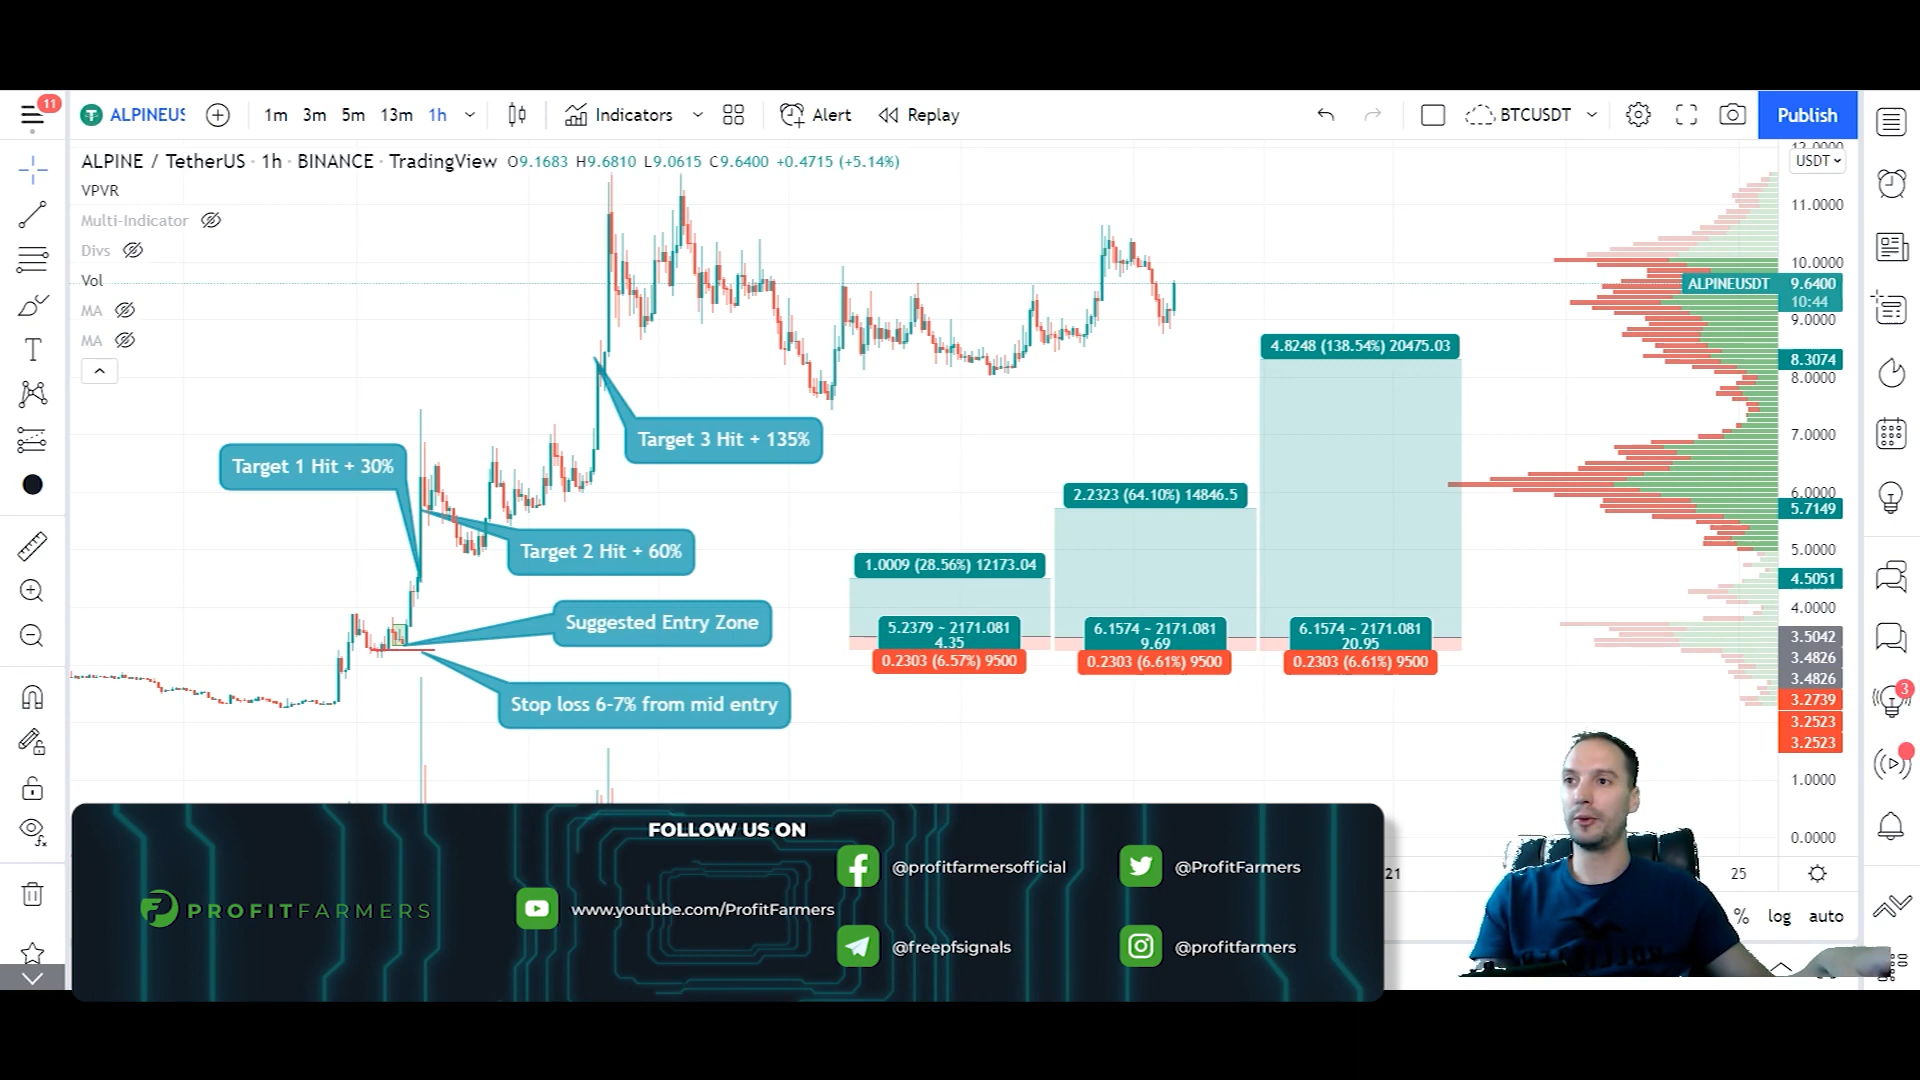 11
ALPINEUS
1m 3m 5m 13m 1h
Indicators
Alert
Replay
BTCUSDT
Publish
ALPINE / TetherUS · 1h · BINANCE · TradingView O9.1683 H9.6810 L9.0615 C9.6400 +0.4715 (+5.14%)
VPVR
Multi-Indicator
Divs
Vol
MA
MA
USDT
12.0000
11.0000
10.0000
ALPINEUSDT 9.6400
10:44
9.0000
8.3074
8.0000
7.0000
6.0000
5.7149
5.0000
4.5051
4.0000
3.5042
3.4826
3.4826
3.2739
3.2523
3.2523
1.0000
0.0000
3
Target 1 Hit + 30%
Target 2 Hit + 60%
Target 3 Hit + 135%
Suggested Entry Zone
Stop loss 6-7% from mid entry
1.0009 (28.56%) 12173.04
5.2379 ~ 2171.081
4.35
0.2303 (6.57%) 9500
2.2323 (64.10%) 14846.5
6.1574 ~ 2171.081
9.69
0.2303 (6.61%) 9500
4.8248 (138.54%) 20475.03
6.1574 ~ 2171.081
20.95
0.2303 (6.61%) 9500
21
25
% log auto
FOLLOW US ON
PROFITFARMERS
www.youtube.com/ProfitFarmers
@profitfarmersofficial
@ProfitFarmers
@freepfsignals
@profitfarmers